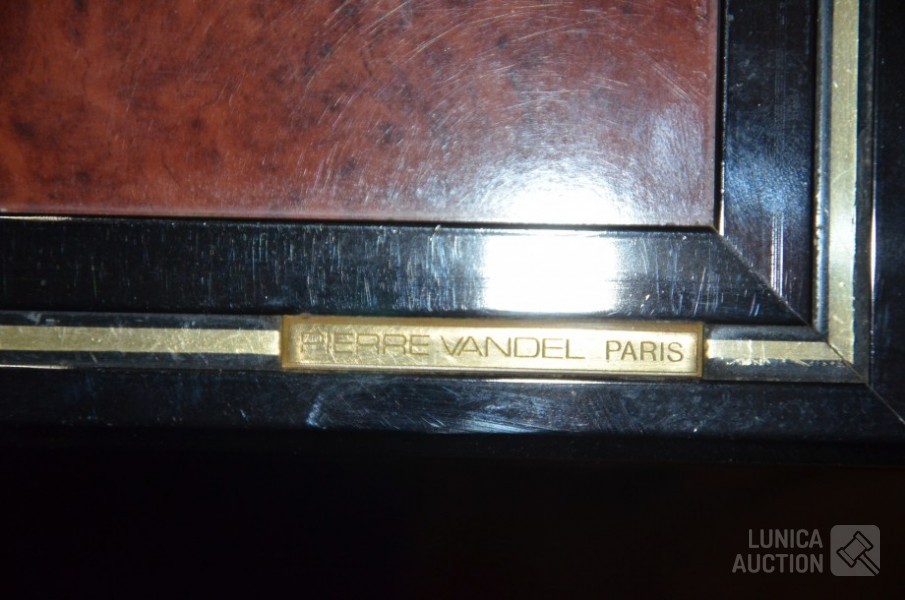 PIERRE VANDEL PARIS
LUNICA
AUCTION